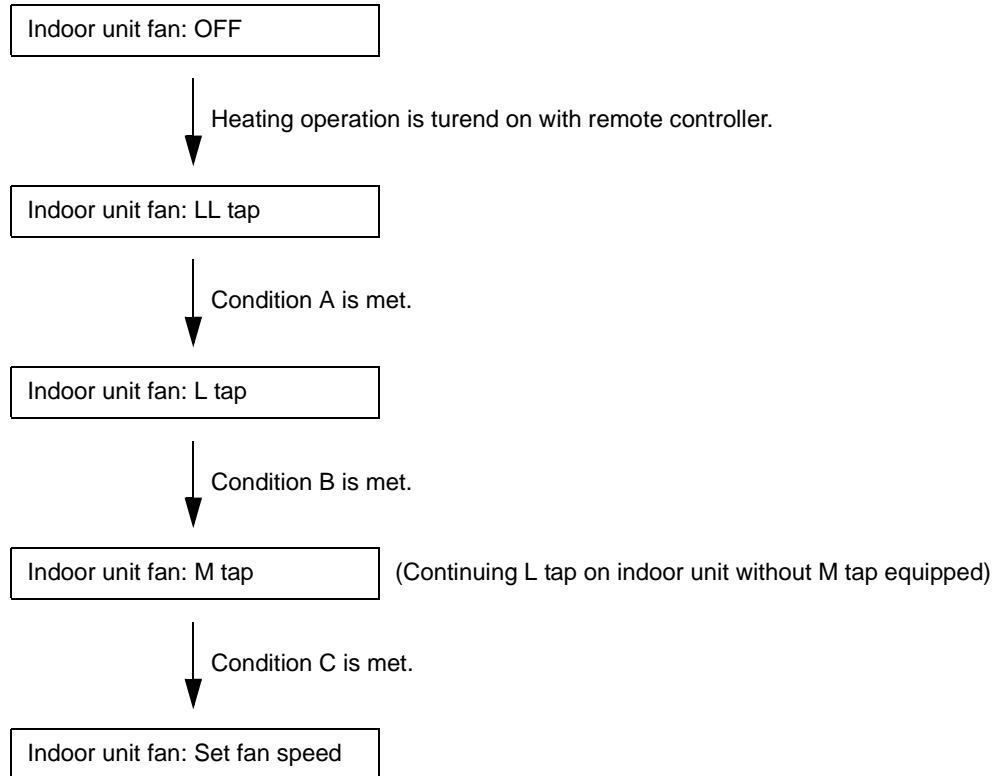 Indoor unit fan: OFF
Heating operation is turend on with remote controller.
Indoor unit fan: LL tap
Condition A is met.
Indoor unit fan: L tap
Condition B is met.
Indoor unit fan: M tap (Continuing L tap on indoor unit without M tap equipped)
Condition C is met.
Indoor unit fan: Set fan speed